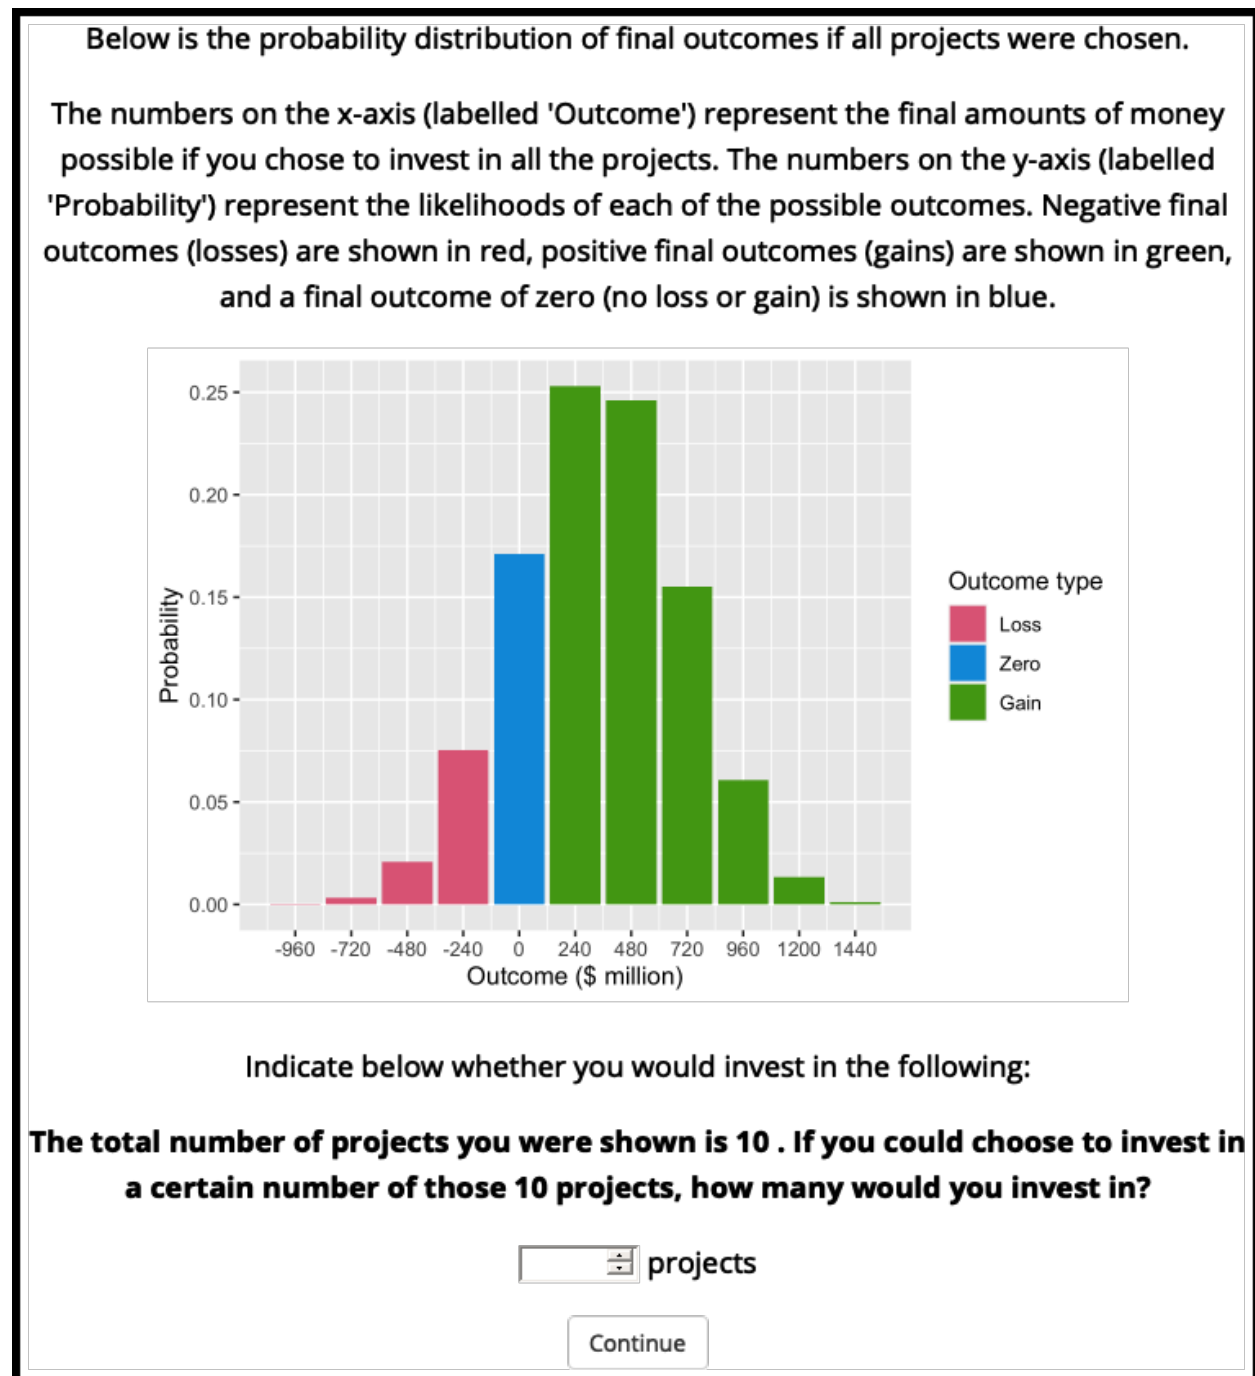 Below is the probability distribution of final outcomes if all projects were chosen.
The numbers on the x-axis (labelled 'Outcome') represent the final amounts of money
possible if you chose to invest in all the projects. The numbers on the y-axis (labelled
'Probability') represent the likelihoods of each of the possible outcomes. Negative final
outcomes (losses) are shown in red, positive final outcomes (gains) are shown in green,
and a final outcome of zero (no loss or gain) is shown in blue.
0.25
0.20
0.15
0.10
0.05
0.00
Probability
-960 -720 -480 -240 0 240 480 720 960 1200 1440
Outcome ($ million)
Outcome type
Loss
Zero
Gain
Indicate below whether you would invest in the following:
The total number of projects you were shown is 10 . If you could choose to invest in
a certain number of those 10 projects, how many would you invest in?
projects
Continue